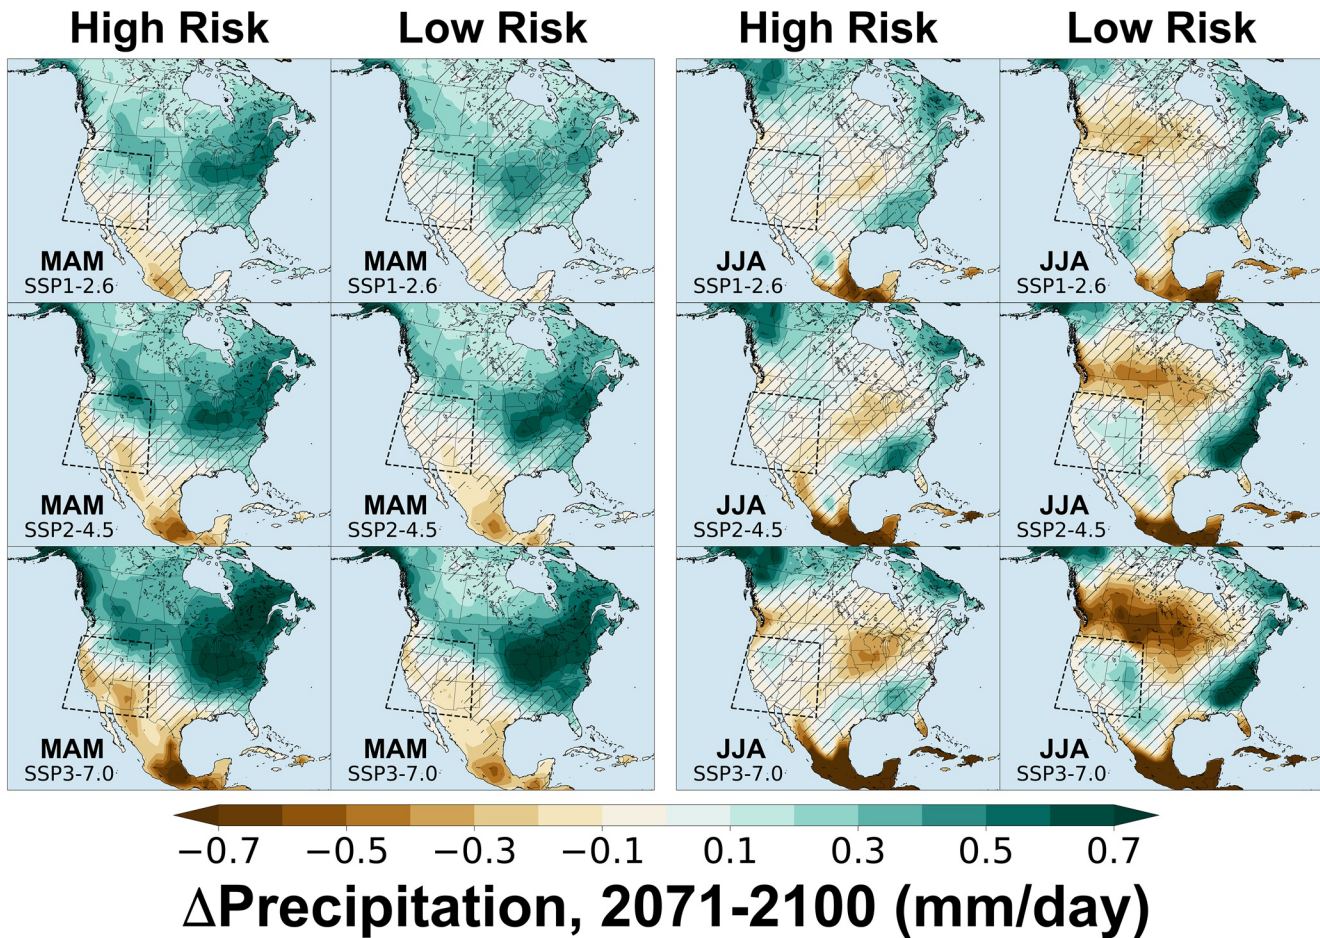 High Risk Low Risk High Risk Low Risk
MAM MAM JJA JJA
SSP1-2.6 SSP1-2.6 SSP1-2.6 SSP1-2.6
MAM MAM JJA JJA
SSP2-4.5 SSP2-4.5 SSP2-4.5 SSP2-4.5
MAM MAM JJA JJA
SSP3-7.0 SSP3-7.0 SSP3-7.0 SSP3-7.0
−0.7 −0.5 −0.3 −0.1 0.1 0.3 0.5 0.7
ΔPrecipitation, 2071-2100 (mm/day)